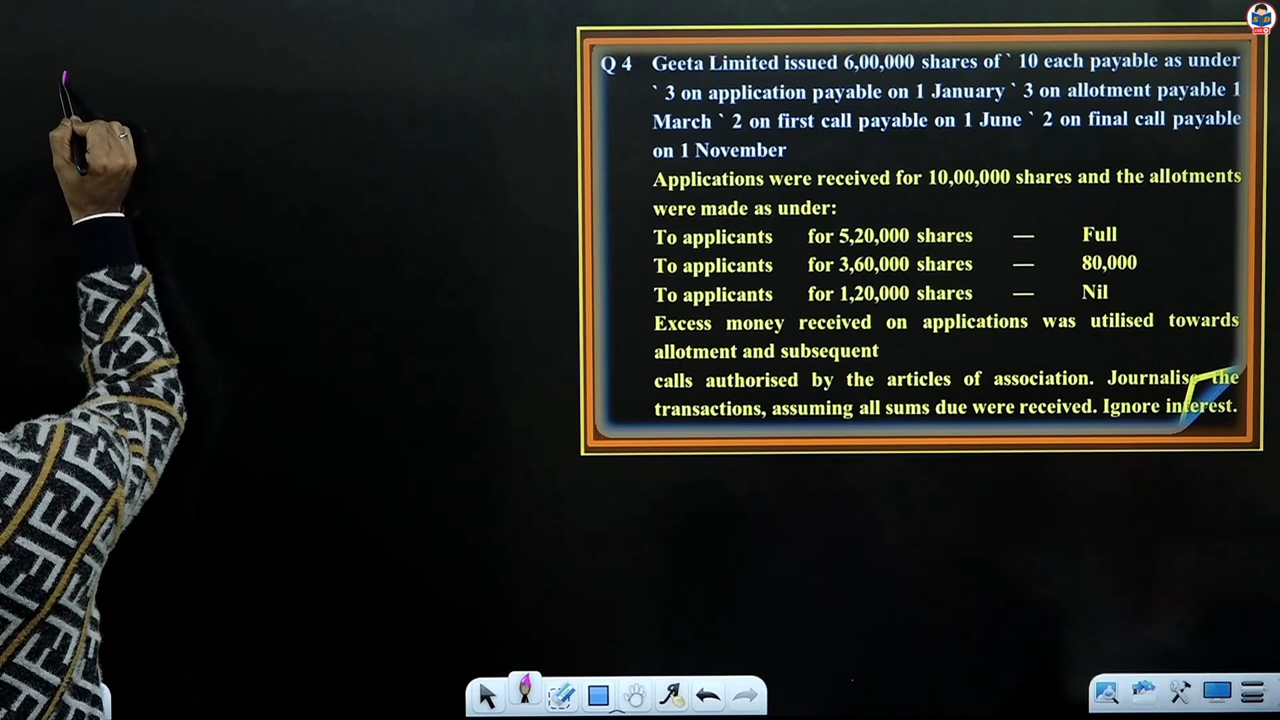 Q 4 Geeta Limited issued 6,00,000 shares of ` 10 each payable as under
` 3 on application payable on 1 January ` 3 on allotment payable 1
March ` 2 on first call payable on 1 June ` 2 on final call payable
on 1 November
Applications were received for 10,00,000 shares and the allotments
were made as under:
To applicants for 5,20,000 shares — Full
To applicants for 3,60,000 shares — 80,000
To applicants for 1,20,000 shares — Nil
Excess money received on applications was utilised towards
allotment and subsequent
calls authorised by the articles of association. Journalise the
transactions, assuming all sums due were received. Ignore interest.
S D